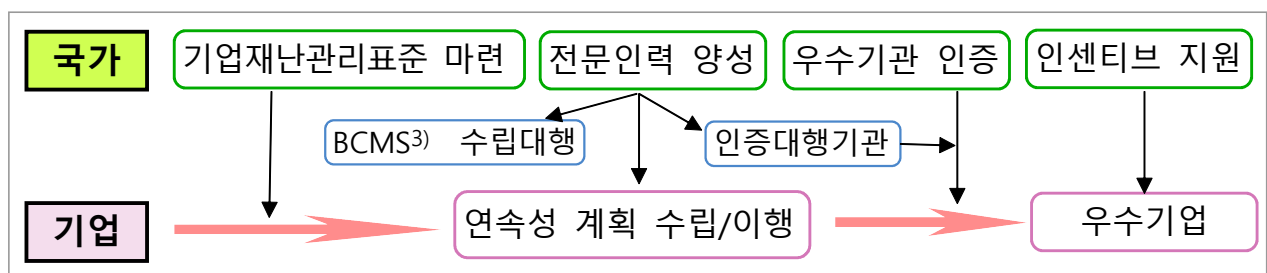 국가 기업재난관리표준 마련 전문인력 양성 우수기관 인증 인센티브 지원
BCMS3) 수립대행 인증대행기관
기업 연속성 계획 수립/이행 우수기업